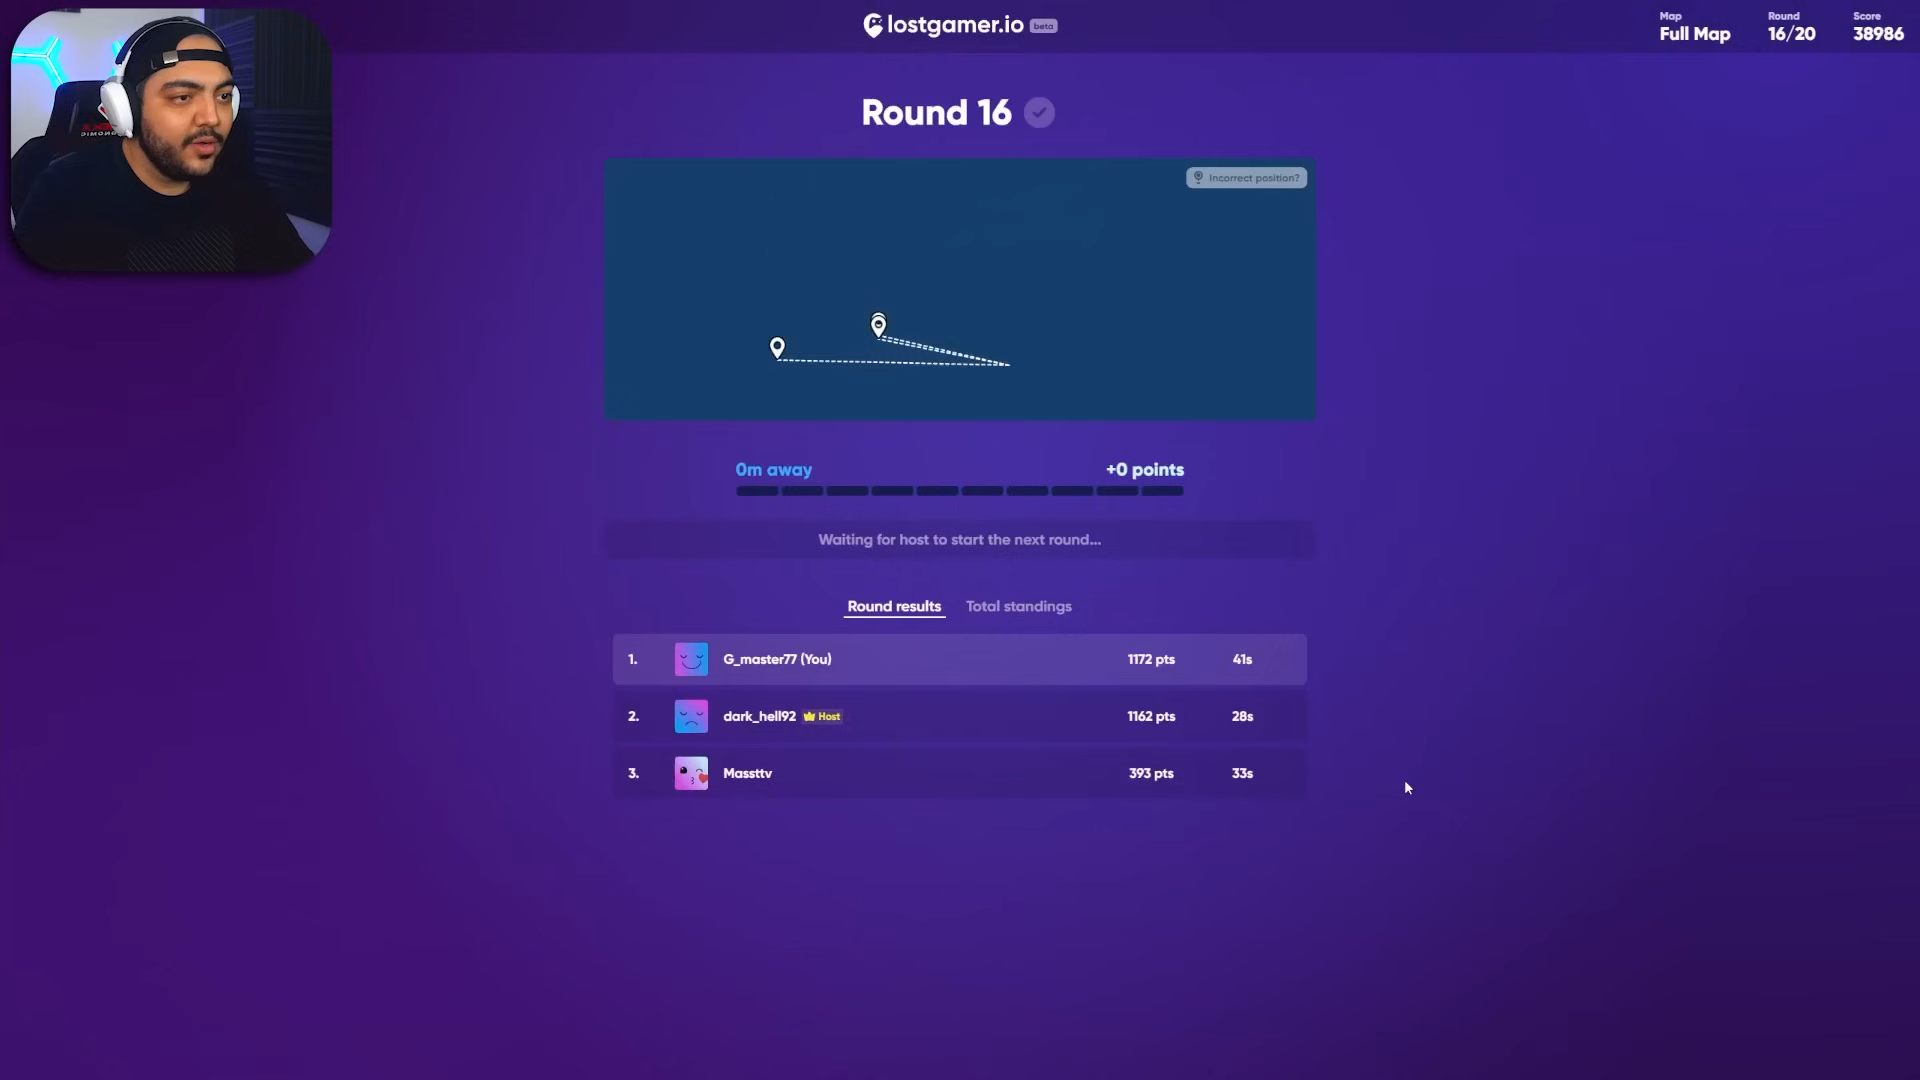 lostgamer.io beta
Map
Full Map
Round
16/20
Score
38986
Round 16
Incorrect position?
0m away
+0 points
Waiting for host to start the next round...
Round results
Total standings
1. G_master77 (You) 1172 pts 41s
2. dark_hell92 Host 1162 pts 28s
3. Massttv 393 pts 33s